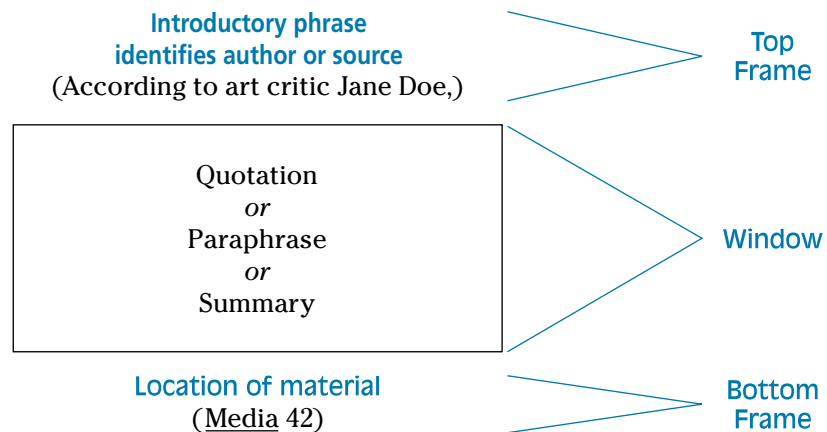 Introductory phrase
identifies author or source
(According to art critic Jane Doe,)
Top
Frame
Quotation
or
Paraphrase
or
Summary
Window
Location of material
(Media 42)
Bottom
Frame